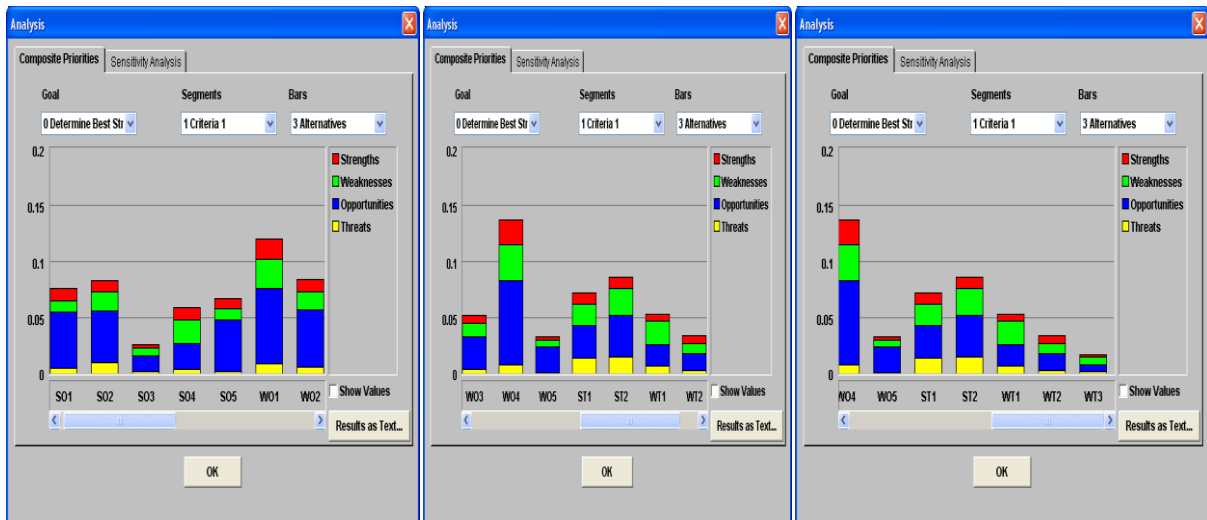 Analysis
Composite Priorities Sensitivity Analysis
Goal Segments Bars
0 Determine Best Str 1 Criteria 1 3 Alternatives
0.2
0.15
0.1
0.05
0
Strengths
Weaknesses
Opportunities
Threats
SO1 SO2 SO3 SO4 SO5 WO1 WO2
Show Values
Results as Text...
OK
Analysis
Composite Priorities Sensitivity Analysis
Goal Segments Bars
0 Determine Best Str 1 Criteria 1 3 Alternatives
0.2
0.15
0.1
0.05
0
Strengths
Weaknesses
Opportunities
Threats
WO3 WO4 WO5 ST1 ST2 WT1 WT2
Show Values
Results as Text...
OK
Analysis
Composite Priorities Sensitivity Analysis
Goal Segments Bars
0 Determine Best Str 1 Criteria 1 3 Alternatives
0.2
0.15
0.1
0.05
0
Strengths
Weaknesses
Opportunities
Threats
WO4 WO5 ST1 ST2 WT1 WT2 WT3
Show Values
Results as Text...
OK